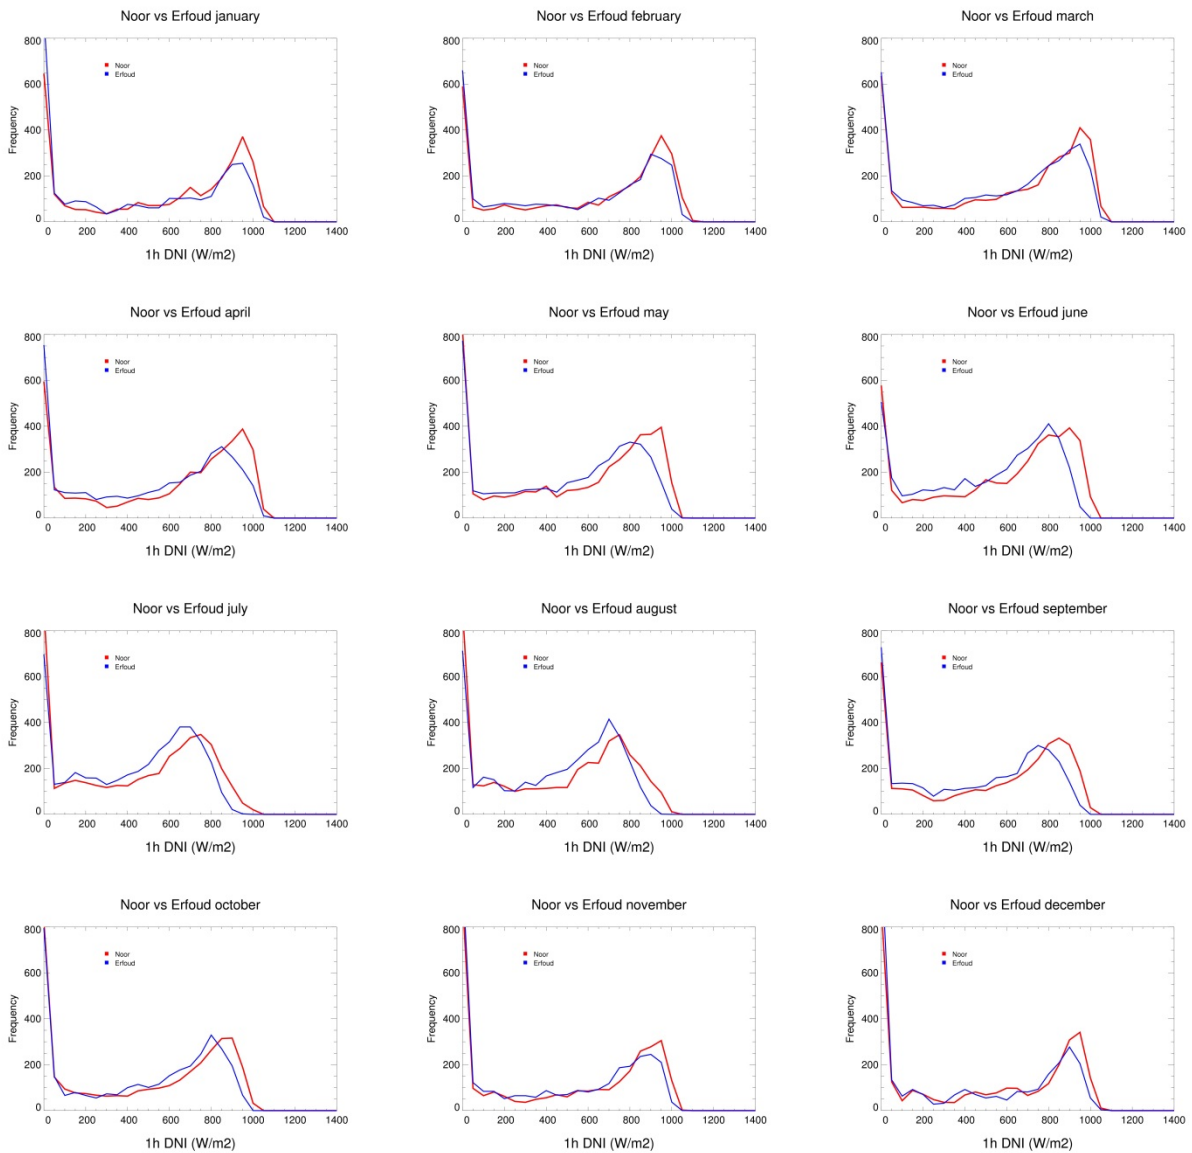 Noor vs Erfoud january
Noor vs Erfoud february
Noor vs Erfoud march
800
600
400
200
0
Frequency
Noor
Erfoud
0 200 400 600 800 1000 1200 1400
1h DNI (W/m2)
800
600
400
200
0
Frequency
Noor
Erfoud
0 200 400 600 800 1000 1200 1400
1h DNI (W/m2)
800
600
400
200
0
Frequency
Noor
Erfoud
0 200 400 600 800 1000 1200 1400
1h DNI (W/m2)
Noor vs Erfoud april
Noor vs Erfoud may
Noor vs Erfoud june
800
600
400
200
0
Frequency
Noor
Erfoud
0 200 400 600 800 1000 1200 1400
1h DNI (W/m2)
800
600
400
200
0
Frequency
Noor
Erfoud
0 200 400 600 800 1000 1200 1400
1h DNI (W/m2)
800
600
400
200
0
Frequency
Noor
Erfoud
0 200 400 600 800 1000 1200 1400
1h DNI (W/m2)
Noor vs Erfoud july
Noor vs Erfoud august
Noor vs Erfoud september
800
600
400
200
0
Frequency
Noor
Erfoud
0 200 400 600 800 1000 1200 1400
1h DNI (W/m2)
800
600
400
200
0
Frequency
Noor
Erfoud
0 200 400 600 800 1000 1200 1400
1h DNI (W/m2)
800
600
400
200
0
Frequency
Noor
Erfoud
0 200 400 600 800 1000 1200 1400
1h DNI (W/m2)
Noor vs Erfoud october
Noor vs Erfoud november
Noor vs Erfoud december
800
600
400
200
0
Frequency
Noor
Erfoud
0 200 400 600 800 1000 1200 1400
1h DNI (W/m2)
800
600
400
200
0
Frequency
Noor
Erfoud
0 200 400 600 800 1000 1200 1400
1h DNI (W/m2)
800
600
400
200
0
Frequency
Noor
Erfoud
0 200 400 600 800 1000 1200 1400
1h DNI (W/m2)